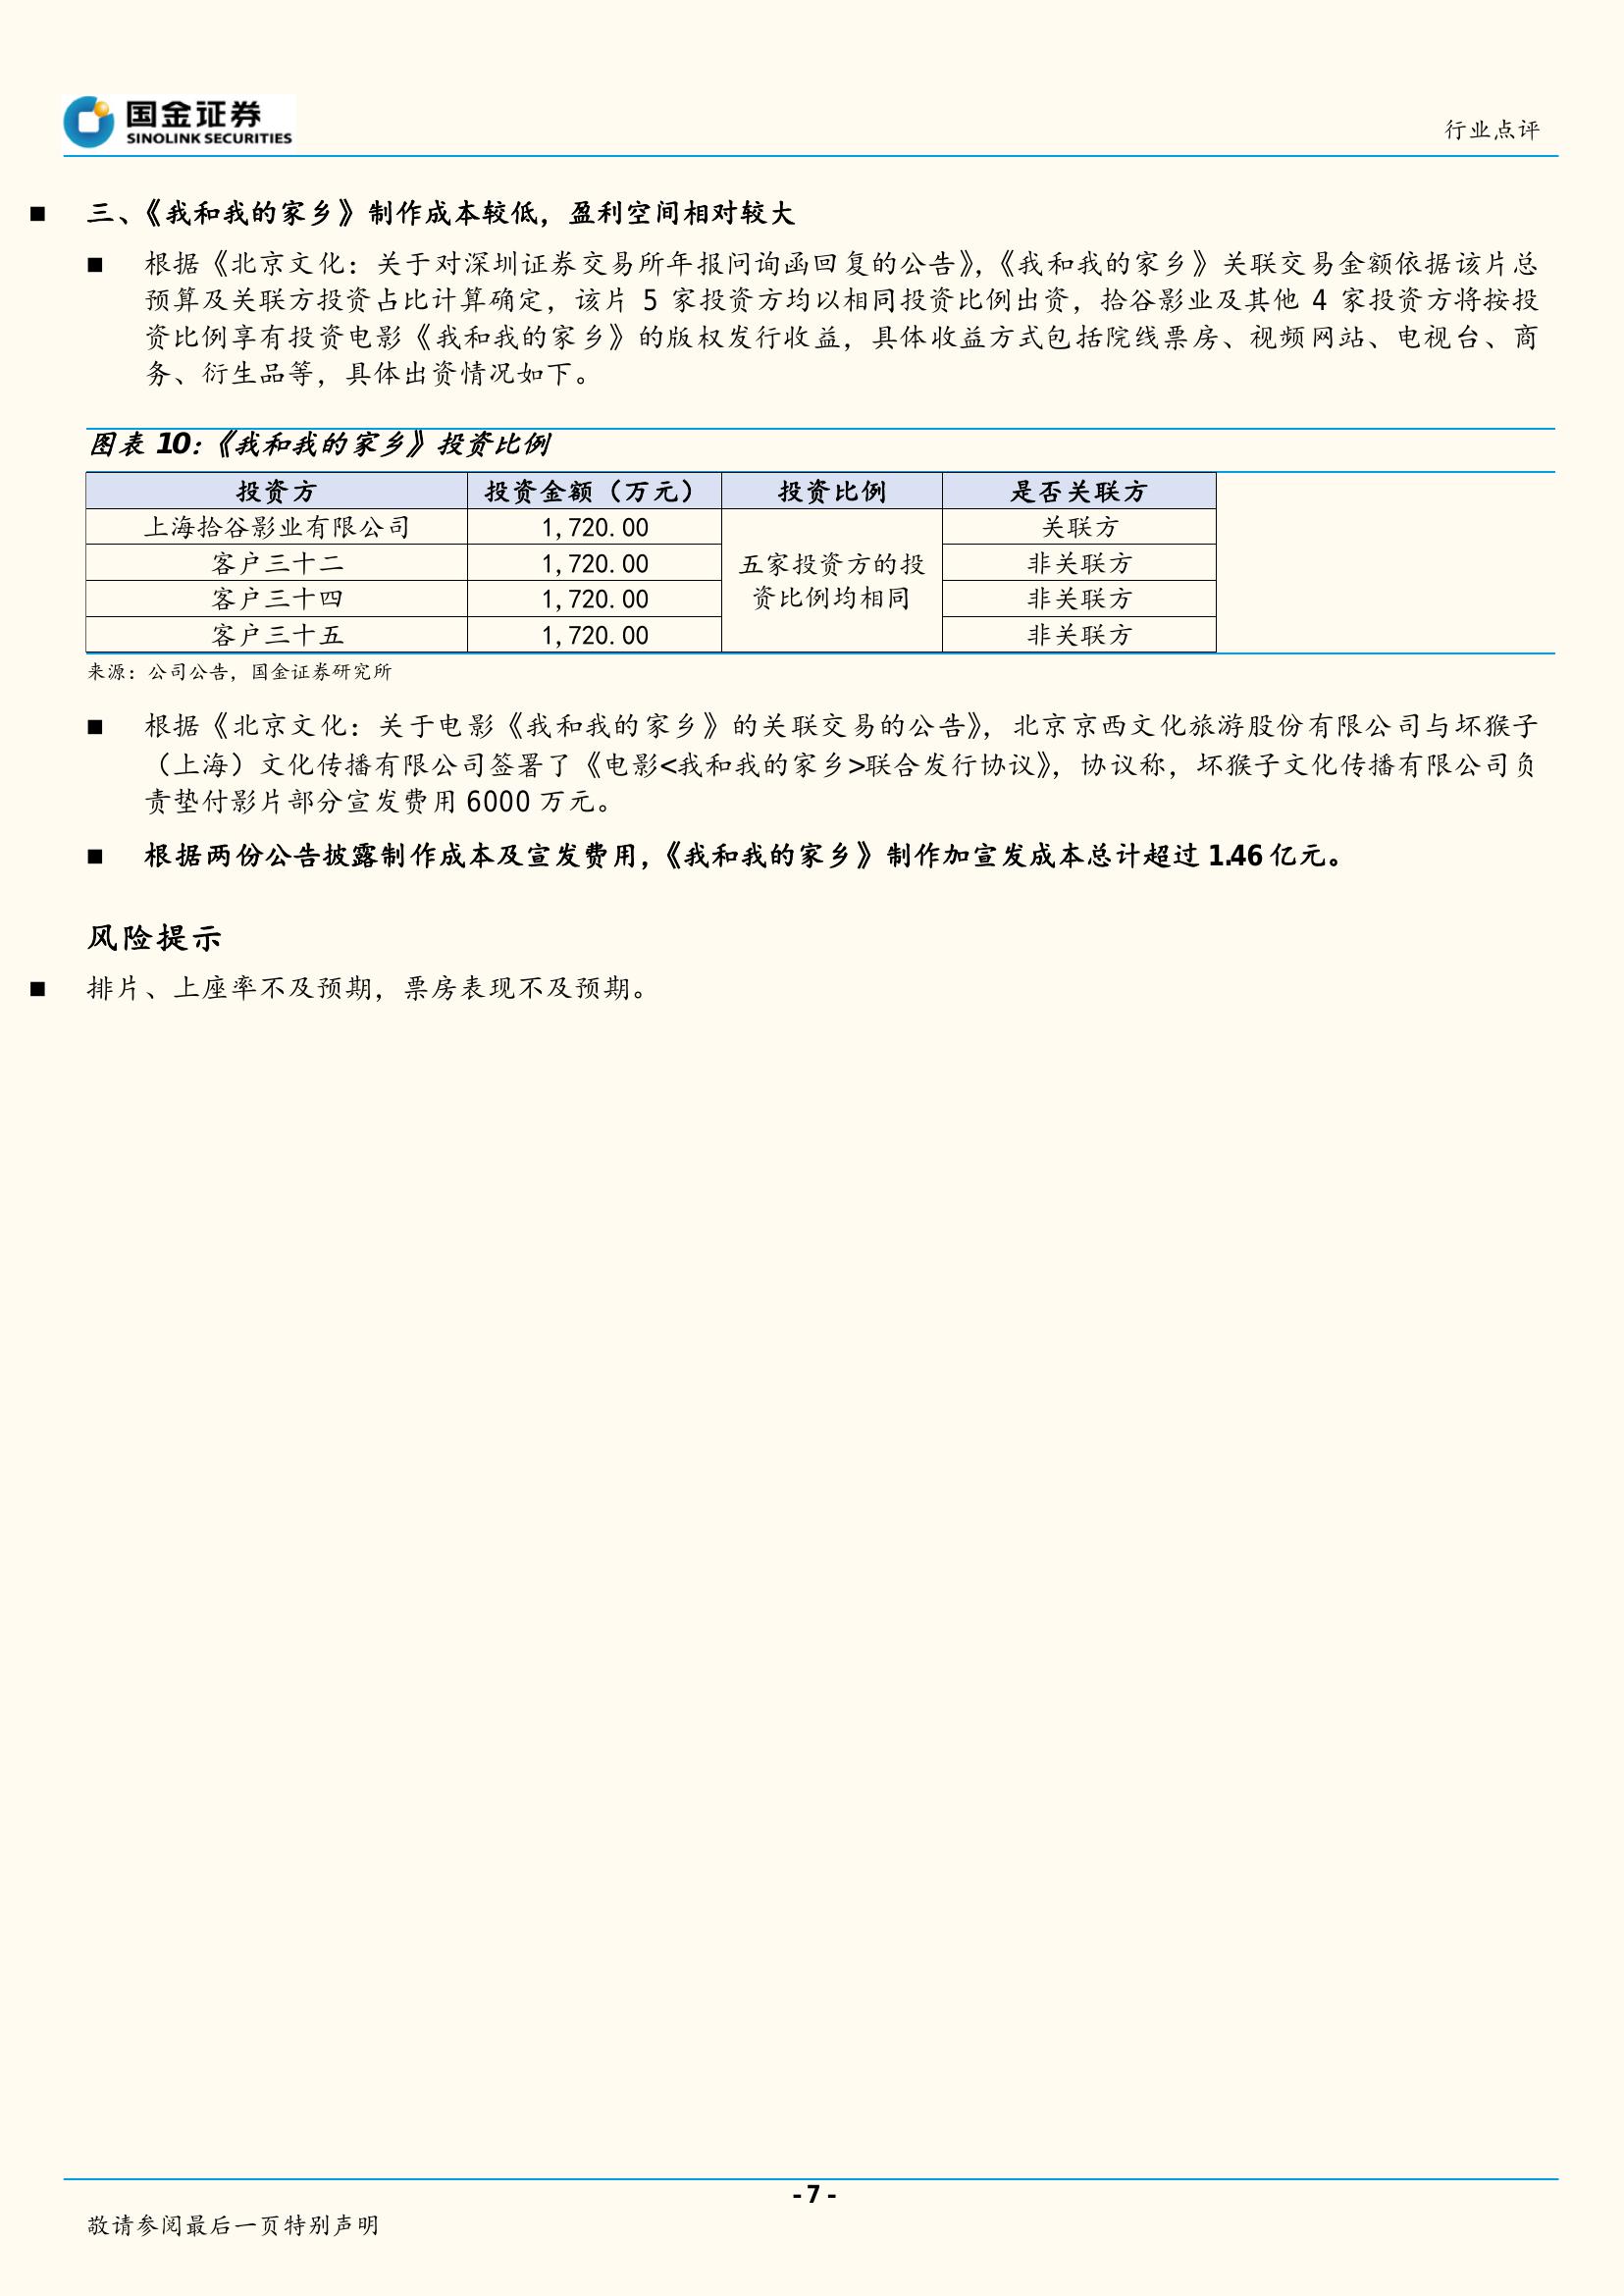 国金证券
SINOLINK SECURITIES
行业点评
■ 三、《我和我的家乡》制作成本较低，盈利空间相对较大
■ 根据《北京文化：关于对深圳证券交易所年报问询函回复的公告》，《我和我的家乡》关联交易金额依据该片总
预算及关联方投资占比计算确定，该片 5 家投资方均以相同投资比例出资，拾谷影业及其他 4 家投资方将按投
资比例享有投资电影《我和我的家乡》的版权发行收益，具体收益方式包括院线票房、视频网站、电视台、商
务、衍生品等，具体出资情况如下。
图表 10：《我和我的家乡》投资比例
投资方 投资金额（万元） 投资比例 是否关联方
上海拾谷影业有限公司 1,720.00 关联方
客户三十二 1,720.00 五家投资方的投 非关联方
客户三十四 1,720.00 资比例均相同 非关联方
客户三十五 1,720.00 非关联方
来源：公司公告，国金证券研究所
■ 根据《北京文化：关于电影《我和我的家乡》的关联交易的公告》，北京京西文化旅游股份有限公司与坏猴子
（上海）文化传播有限公司签署了《电影<我和我的家乡>联合发行协议》，协议称，坏猴子文化传播有限公司负
责垫付影片部分宣发费用 6000 万元。
■ 根据两份公告披露制作成本及宣发费用，《我和我的家乡》制作加宣发成本总计超过 1.46 亿元。
风险提示
■ 排片、上座率不及预期，票房表现不及预期。
- 7 -
敬请参阅最后一页特别声明